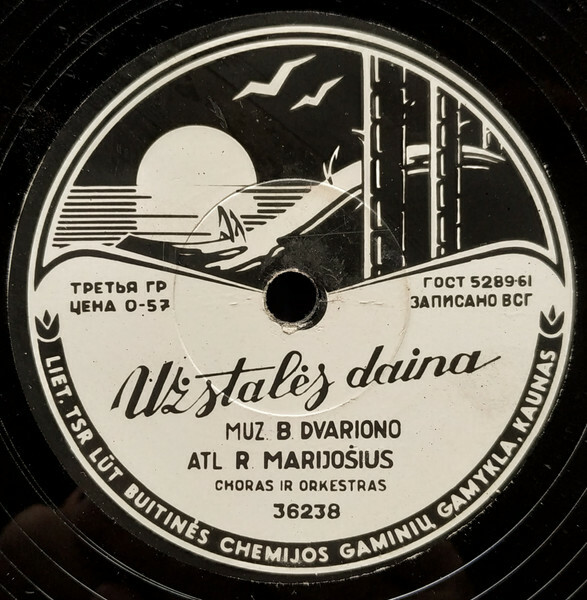 ТРЕТЬЯ ГР
ЦЕНА 0-57
ГОСТ 5289-61
ЗАПИСАНО ВСГ
Užstalės daina
MUZ. B. DVARIONO
ATL. R. MARIJOŠIUS
CHORAS IR ORKESTRAS
36238
LIET. TSR LŪT BUITINĖS CHEMIJOS GAMINIŲ GAMYKLA. KAUNAS